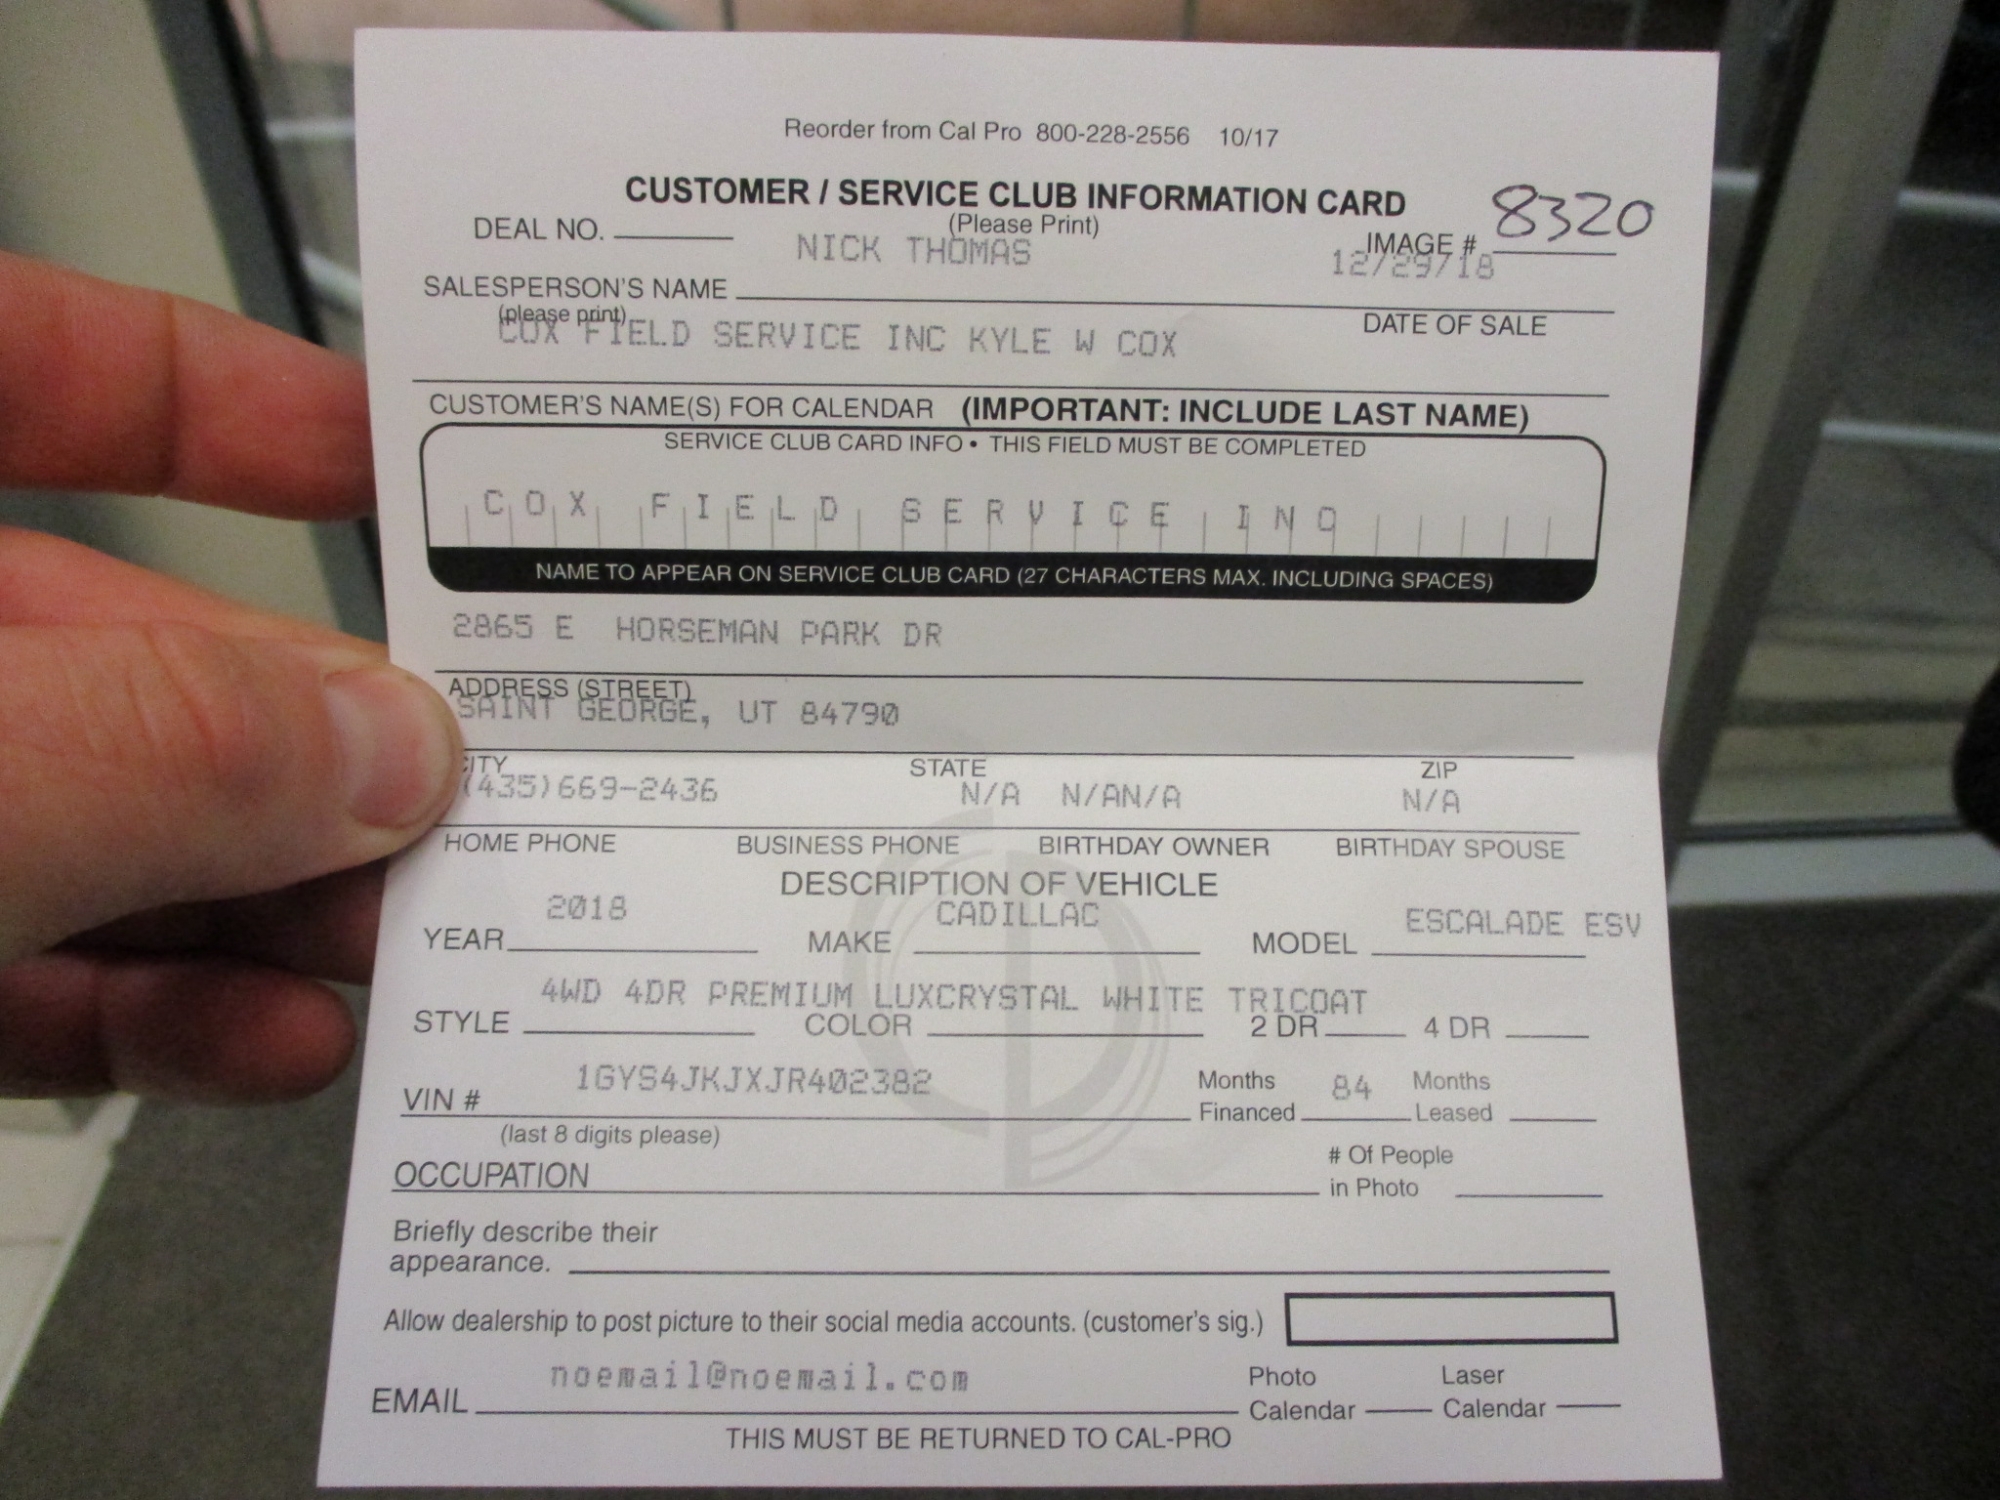 Reorder from Cal Pro 800-228-2556 10/17
CUSTOMER / SERVICE CLUB INFORMATION CARD
8320
DEAL NO. (Please Print) IMAGE #
NICK THOMAS 12/29/18
SALESPERSON'S NAME
(please print) DATE OF SALE
COX FIELD SERVICE INC KYLE W COX
CUSTOMER'S NAME(S) FOR CALENDAR (IMPORTANT: INCLUDE LAST NAME)
SERVICE CLUB CARD INFO • THIS FIELD MUST BE COMPLETED
COX FIELD SERVICE INC
NAME TO APPEAR ON SERVICE CLUB CARD (27 CHARACTERS MAX. INCLUDING SPACES)
2865 E HORSEMAN PARK DR
ADDRESS (STREET)
SAINT GEORGE, UT 84790
CITY STATE ZIP
(435)669-2436 N/A N/AN/A N/A
HOME PHONE BUSINESS PHONE BIRTHDAY OWNER BIRTHDAY SPOUSE
DESCRIPTION OF VEHICLE
2018 CADILLAC ESCALADE ESV
YEAR MAKE MODEL
4WD 4DR PREMIUM LUXCRYSTAL WHITE TRICOAT
STYLE COLOR 2 DR 4 DR
1GYS4JKJXJR402382 Months 84 Months
VIN # Financed Leased
(last 8 digits please)
# Of People
OCCUPATION in Photo
Briefly describe their
appearance.
Allow dealership to post picture to their social media accounts. (customer's sig.)
noemail@noemail.com Photo Laser
EMAIL Calendar Calendar
THIS MUST BE RETURNED TO CAL-PRO